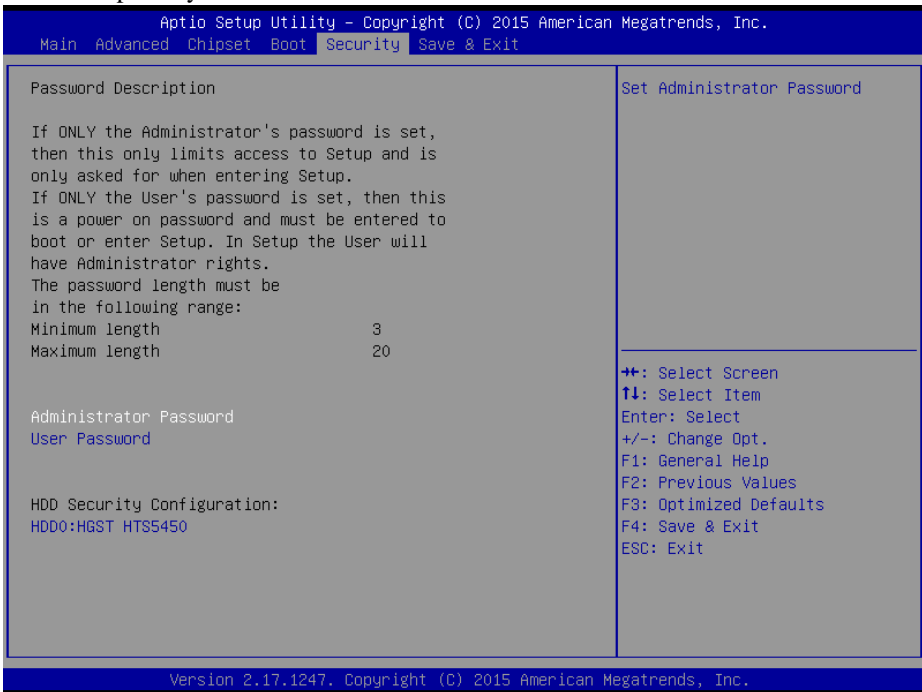 Aptio Setup Utility – Copyright (C) 2015 American Megatrends, Inc.
Main Advanced Chipset Boot Security Save & Exit
Password Description
If ONLY the Administrator's password is set,
then this only limits access to Setup and is
only asked for when entering Setup.
If ONLY the User's password is set, then this
is a power on password and must be entered to
boot or enter Setup. In Setup the User will
have Administrator rights.
The password length must be
in the following range:
Minimum length 3
Maximum length 20
Administrator Password
User Password
HDD Security Configuration:
HDD0:HGST HTS5450
Set Administrator Password
→←: Select Screen
↑↓: Select Item
Enter: Select
+/-: Change Opt.
F1: General Help
F2: Previous Values
F3: Optimized Defaults
F4: Save & Exit
ESC: Exit
Version 2.17.1247. Copyright (C) 2015 American Megatrends, Inc.